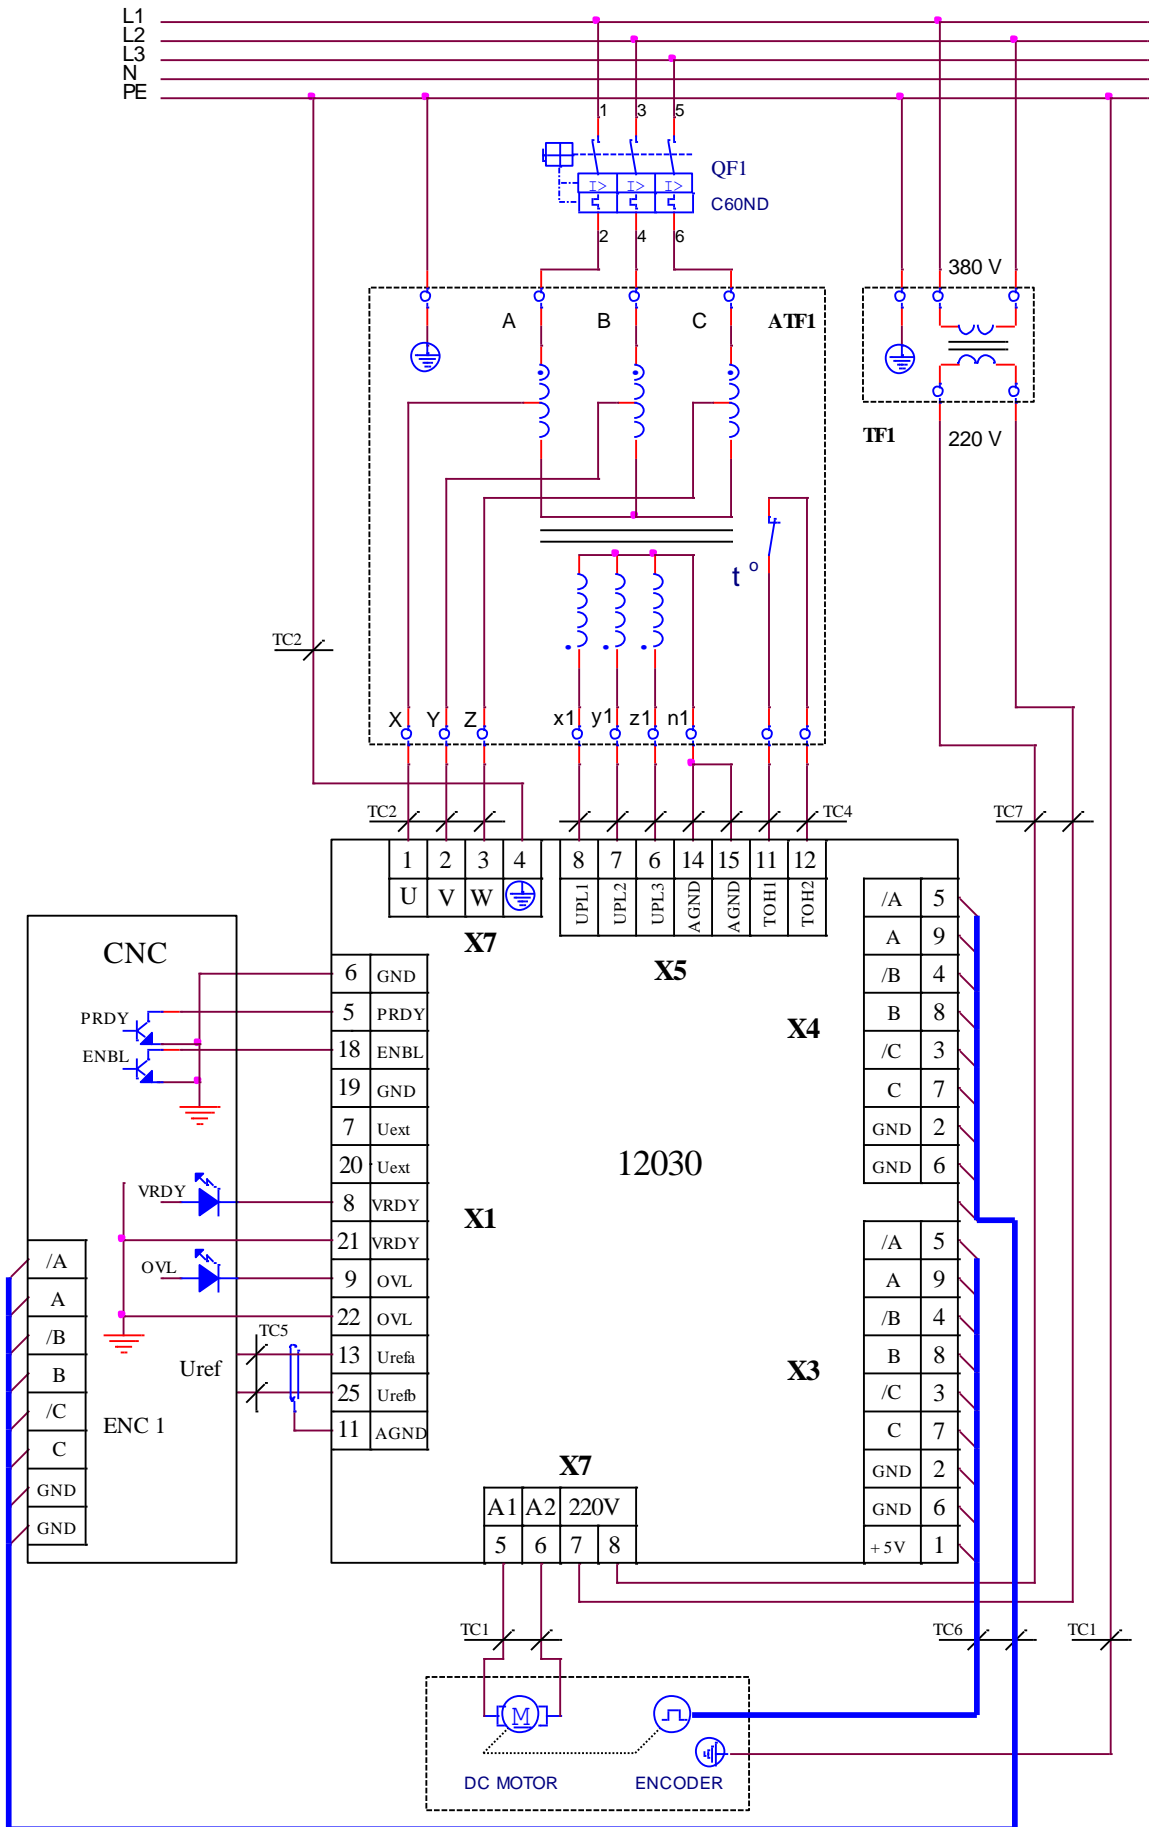 L1
L2
L3
N
PE
1 3 5
QF1
I> I> I>
C60ND
2 4 6
380 V
A B C ATF1
TF1 220 V
t °
TC2
X Y Z x1 y1 z1 n1
TC2 TC4 TC7
1 2 3 4 8 7 6 14 15 11 12
U V W UPL1 UPL2 UPL3 AGND AGND TOH1 TOH2
X7
X5
/A 5
A 9
/B 4
B 8
/C 3
C 7
GND 2
GND 6
X4
CNC
PRDY
ENBL
6 GND
5 PRDY
18 ENBL
19 GND
7 Uext
20 Uext
8 VRDY
21 VRDY
9 OVL
22 OVL
13 Urefa
25 Urefb
11 AGND
12030
X1
VRDY
OVL
TC5
Uref
/A
A
/B
B
/C
C
GND
GND
ENC 1
/A 5
A 9
/B 4
B 8
/C 3
C 7
GND 2
GND 6
+5V 1
X3
X7
A1 A2 220V
5 6 7 8
TC1 TC6 TC1
M
DC MOTOR ENCODER